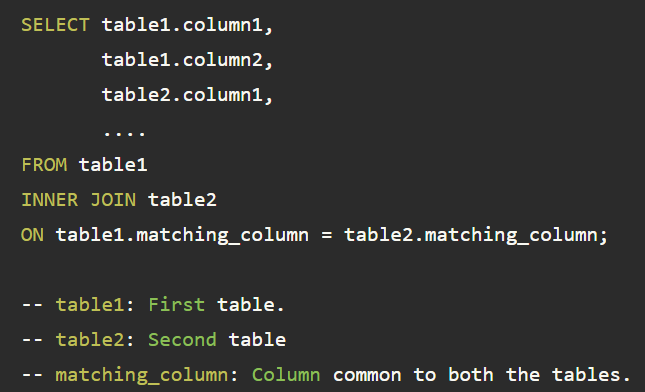 SELECT table1.column1,
table1.column2,
table2.column1,
....
FROM table1
INNER JOIN table2
ON table1.matching_column = table2.matching_column;
-- table1: First table.
-- table2: Second table
-- matching_column: Column common to both the tables.